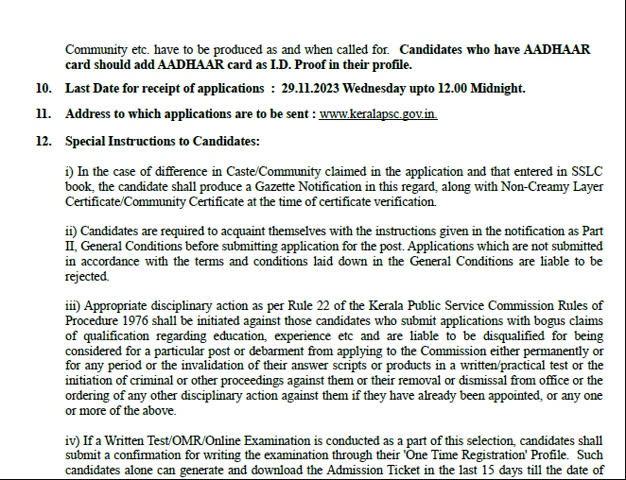 Community etc. have to be produced as and when called for. Candidates who have AADHAAR
card should add AADHAAR card as I.D. Proof in their profile.
10. Last Date for receipt of applications : 29.11.2023 Wednesday upto 12.00 Midnight.
11. Address to which applications are to be sent : www.keralapsc.gov.in.
12. Special Instructions to Candidates:
i) In the case of difference in Caste/Community claimed in the application and that entered in SSLC
book, the candidate shall produce a Gazette Notification in this regard, along with Non-Creamy Layer
Certificate/Community Certificate at the time of certificate verification.
ii) Candidates are required to acquaint themselves with the instructions given in the notification as Part
II, General Conditions before submitting application for the post. Applications which are not submitted
in accordance with the terms and conditions laid down in the General Conditions are liable to be
rejected.
iii) Appropriate disciplinary action as per Rule 22 of the Kerala Public Service Commission Rules of
Procedure 1976 shall be initiated against those candidates who submit applications with bogus claims
of qualification regarding education, experience etc and are liable to be disqualified for being
considered for a particular post or debarment from applying to the Commission either permanently or
for any period or the invalidation of their answer scripts or products in a written/practical test or the
initiation of criminal or other proceedings against them or their removal or dismissal from office or the
ordering of any other disciplinary action against them if they have already been appointed, or any one
or more of the above.
iv) If a Written Test/OMR/Online Examination is conducted as a part of this selection, candidates shall
submit a confirmation for writing the examination through their 'One Time Registration' Profile. Such
candidates alone can generate and download the Admission Ticket in the last 15 days till the date of